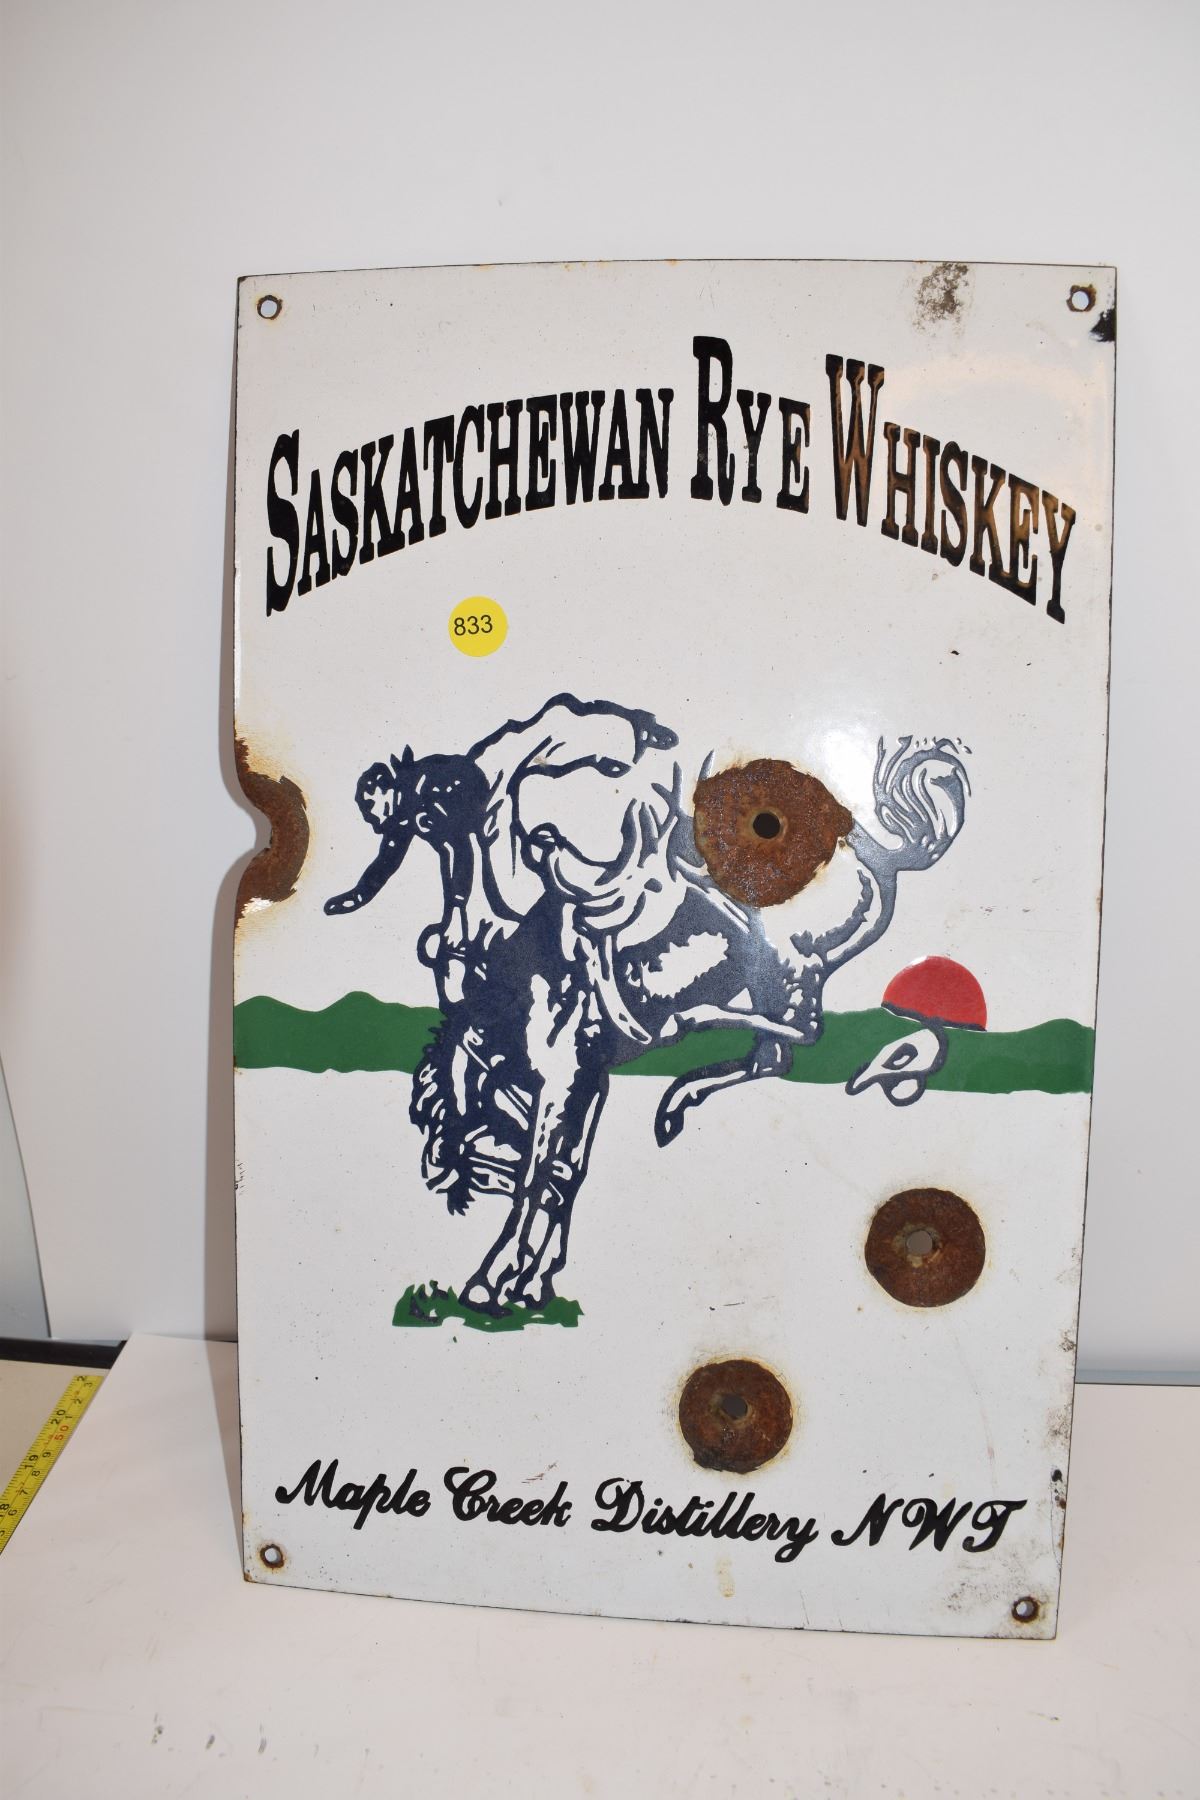 SASKATCHEWAN RYE WHISKEY
833
Maple Creek Distillery NWT